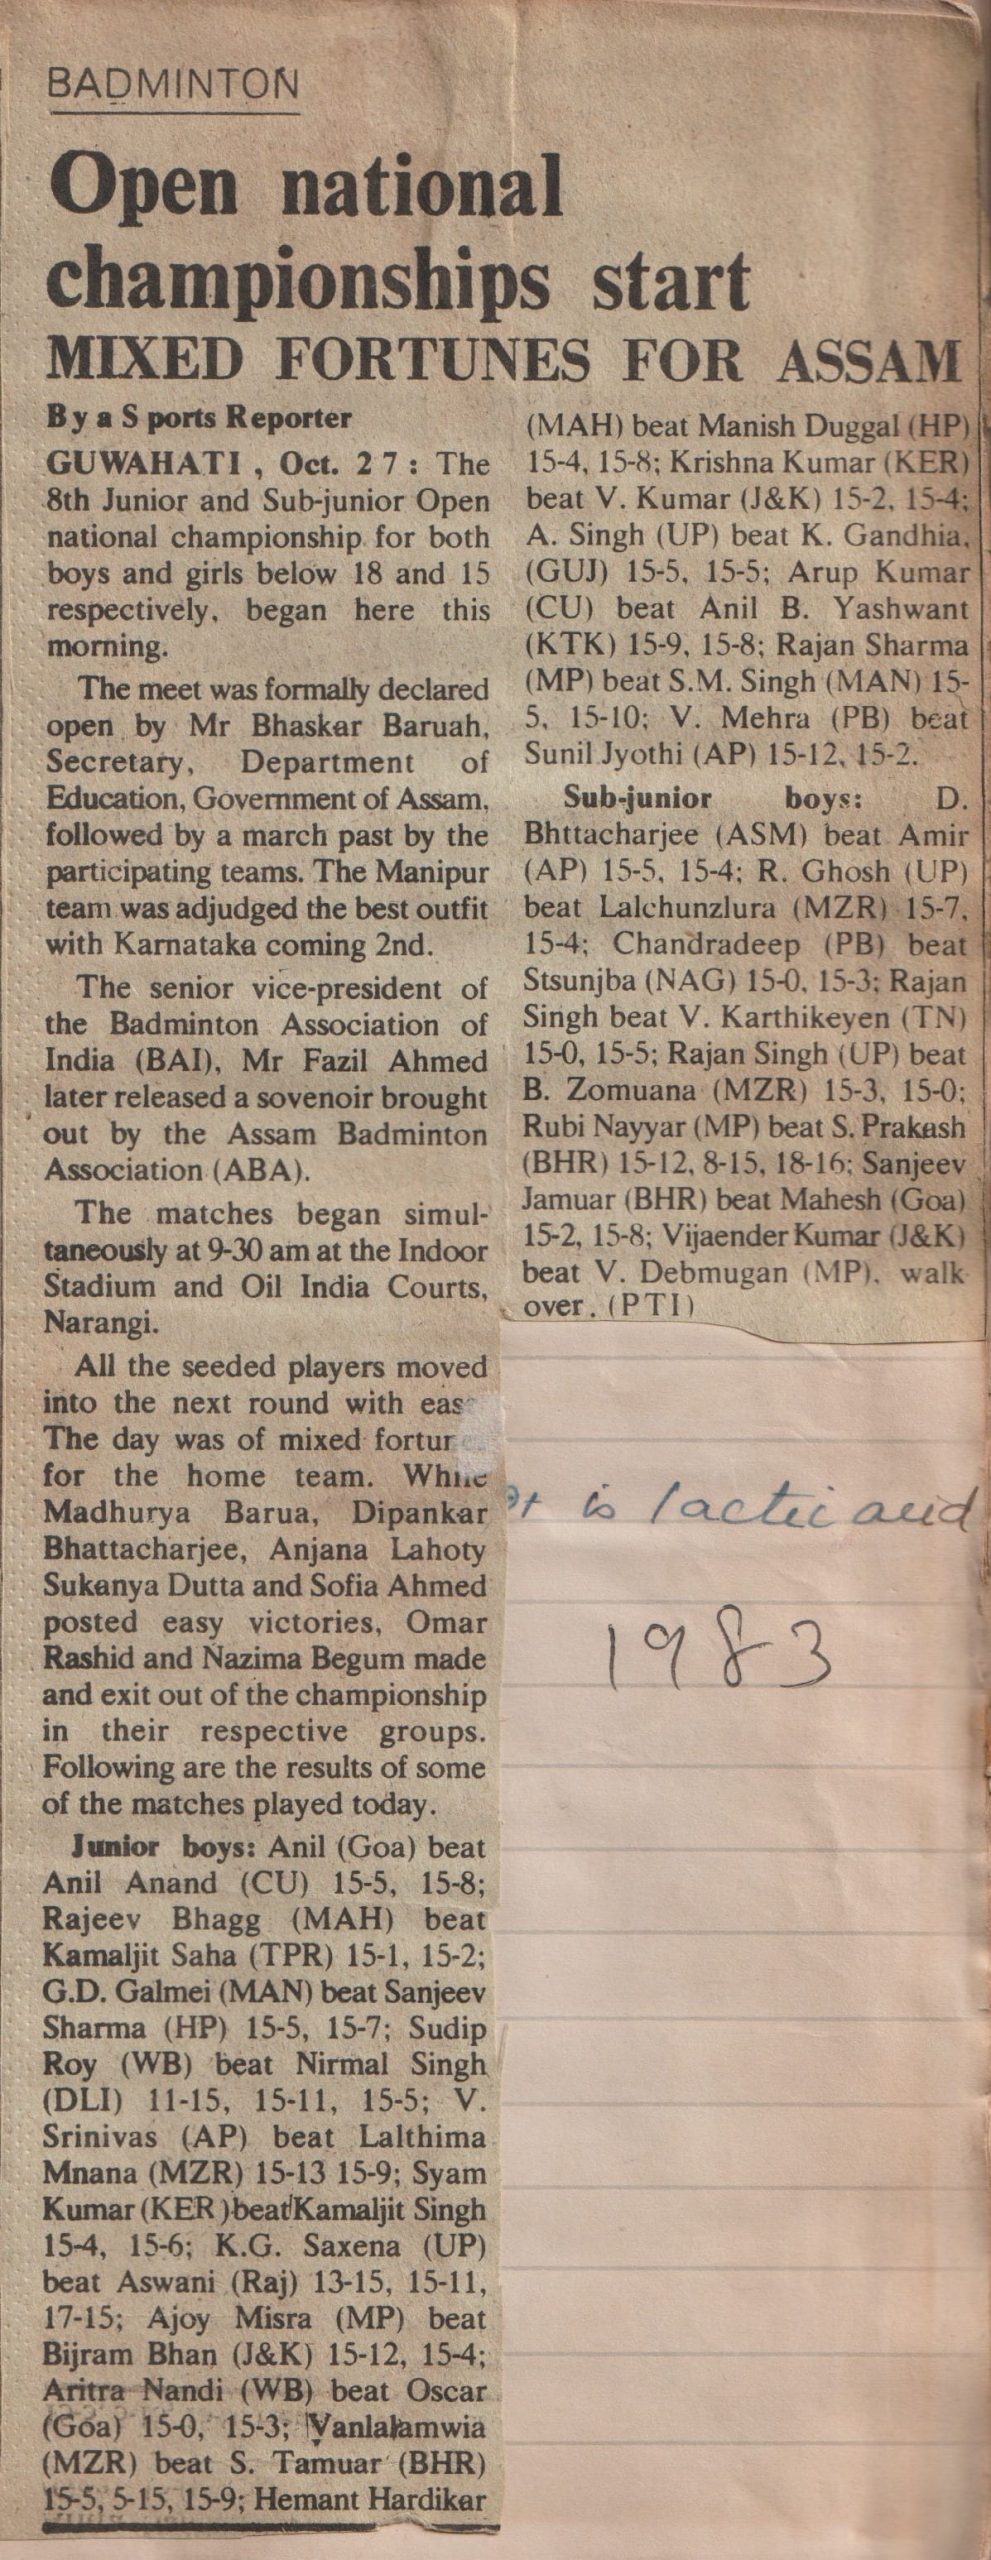 BADMINTON
Open national
championships start
MIXED FORTUNES FOR ASSAM
By a Sports Reporter
GUWAHATI, Oct. 27: The
8th Junior and Sub-junior Open
national championship for both
boys and girls below 18 and 15
respectively, began here this
morning.
The meet was formally declared
open by Mr Bhaskar Baruah,
Secretary, Department of
Education, Government of Assam,
followed by a march past by the
participating teams. The Manipur
team was adjudged the best outfit
with Karnataka coming 2nd.
The senior vice-president of
the Badminton Association of
India (BAI), Mr Fazil Ahmed
later released a sovenoir brought
out by the Assam Badminton
Association (ABA).
The matches began simul-
taneously at 9-30 am at the Indoor
Stadium and Oil India Courts,
Narangi.
All the seeded players moved
into the next round with
The day was of mixed
for the home team. While
Madhurya Barua, Dipankar
Bhattacharjee, Anjana Lahoty
Sukanya Dutta and Sofia Ahmed
posted easy victories, Omar
Rashid and Nazima Begum made
and exit out of the championship
in their respective groups.
Following are the results of some
of the matches played today.
Junior boys: Anil (Goa) beat
Anil Anand (CU) 15-5, 15-8;
Rajeev Bhagg (MAH) beat
Kamaljit Saha (TPR) 15-1, 15-2;
G.D. Galmei (MAN) beat Sanjeev
Sharma (HP) 15-5, 15-7; Sudip
Roy (WB) beat Nirmal Singh
(DLI) 11-15, 15-11, 15-5; V.
Srinivas (AP) beat Lalthima
Mnana (MZR) 15-13 15-9; Syam
Kumar (KER) beat Kamaljit Singh
15-4, 15-6; K.G. Saxena (UP)
beat Aswani (Raj) 13-15, 15-11,
17-15; Ajoy Misra (MP) beat
Bijram Bhan (J&K) 15-12, 15-4;
Aritra Nandi (WB) beat Oscar
(Goa) 15-0, 15-3; Vanlalamwia
(MZR) beat S. Tamuar (BHR)
15-5, 5-15, 15-9; Hemant Hardikar
(MAH) beat Manish Duggal (HP)
15-4, 15-8; Krishna Kumar (KER)
beat V. Kumar (J&K) 15-2, 15-4;
A. Singh (UP) beat K. Gandhia,
(GUJ) 15-5, 15-5; Arup Kumar
(CU) beat Anil B. Yashwant
(KTK) 15-9, 15-8; Rajan Sharma
(MP) beat S.M. Singh (MAN) 15-
5, 15-10; V. Mehra (PB) beat
Sunil Jyothi (AP) 15-12, 15-2.
Sub-junior boys: D.
Bhttacharjee (ASM) beat Amir
(AP) 15-5, 15-4; R. Ghosh (UP)
beat Lalchunzlura (MZR) 15-7,
15-4; Chandradeep (PB) beat
Stsunjba (NAG) 15-0, 15-3; Rajan
Singh beat V. Karthikeyen (TN)
15-0, 15-5; Rajan Singh (UP) beat
B. Zomuana (MZR) 15-3, 15-0;
Rubi Nayyar (MP) beat S. Prakash
(BHR) 15-12, 8-15, 18-16; Sanjeev
Jamuar (BHR) beat Mahesh (Goa)
15-2, 15-8; Vijaender Kumar (J&K)
beat V. Debmugan (MP), walk
over. (PTI)
is lactic acid
1983